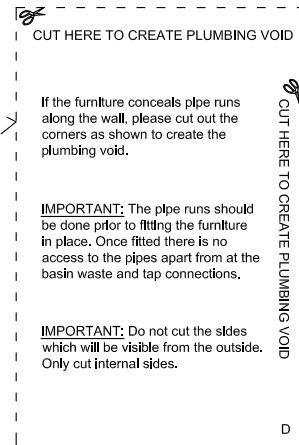 CUT HERE TO CREATE PLUMBING VOID
If the furniture conceals pipe runs
along the wall, please cut out the
corners as shown to create the
plumbing void.
IMPORTANT: The pipe runs should
be done prior to fitting the furniture
in place. Once fitted there is no
access to the pipes apart from at the
basin waste and tap connections.
IMPORTANT: Do not cut the sides
which will be visible from the outside.
Only cut internal sides.
CUT HERE TO CREATE PLUMBING VOID
D